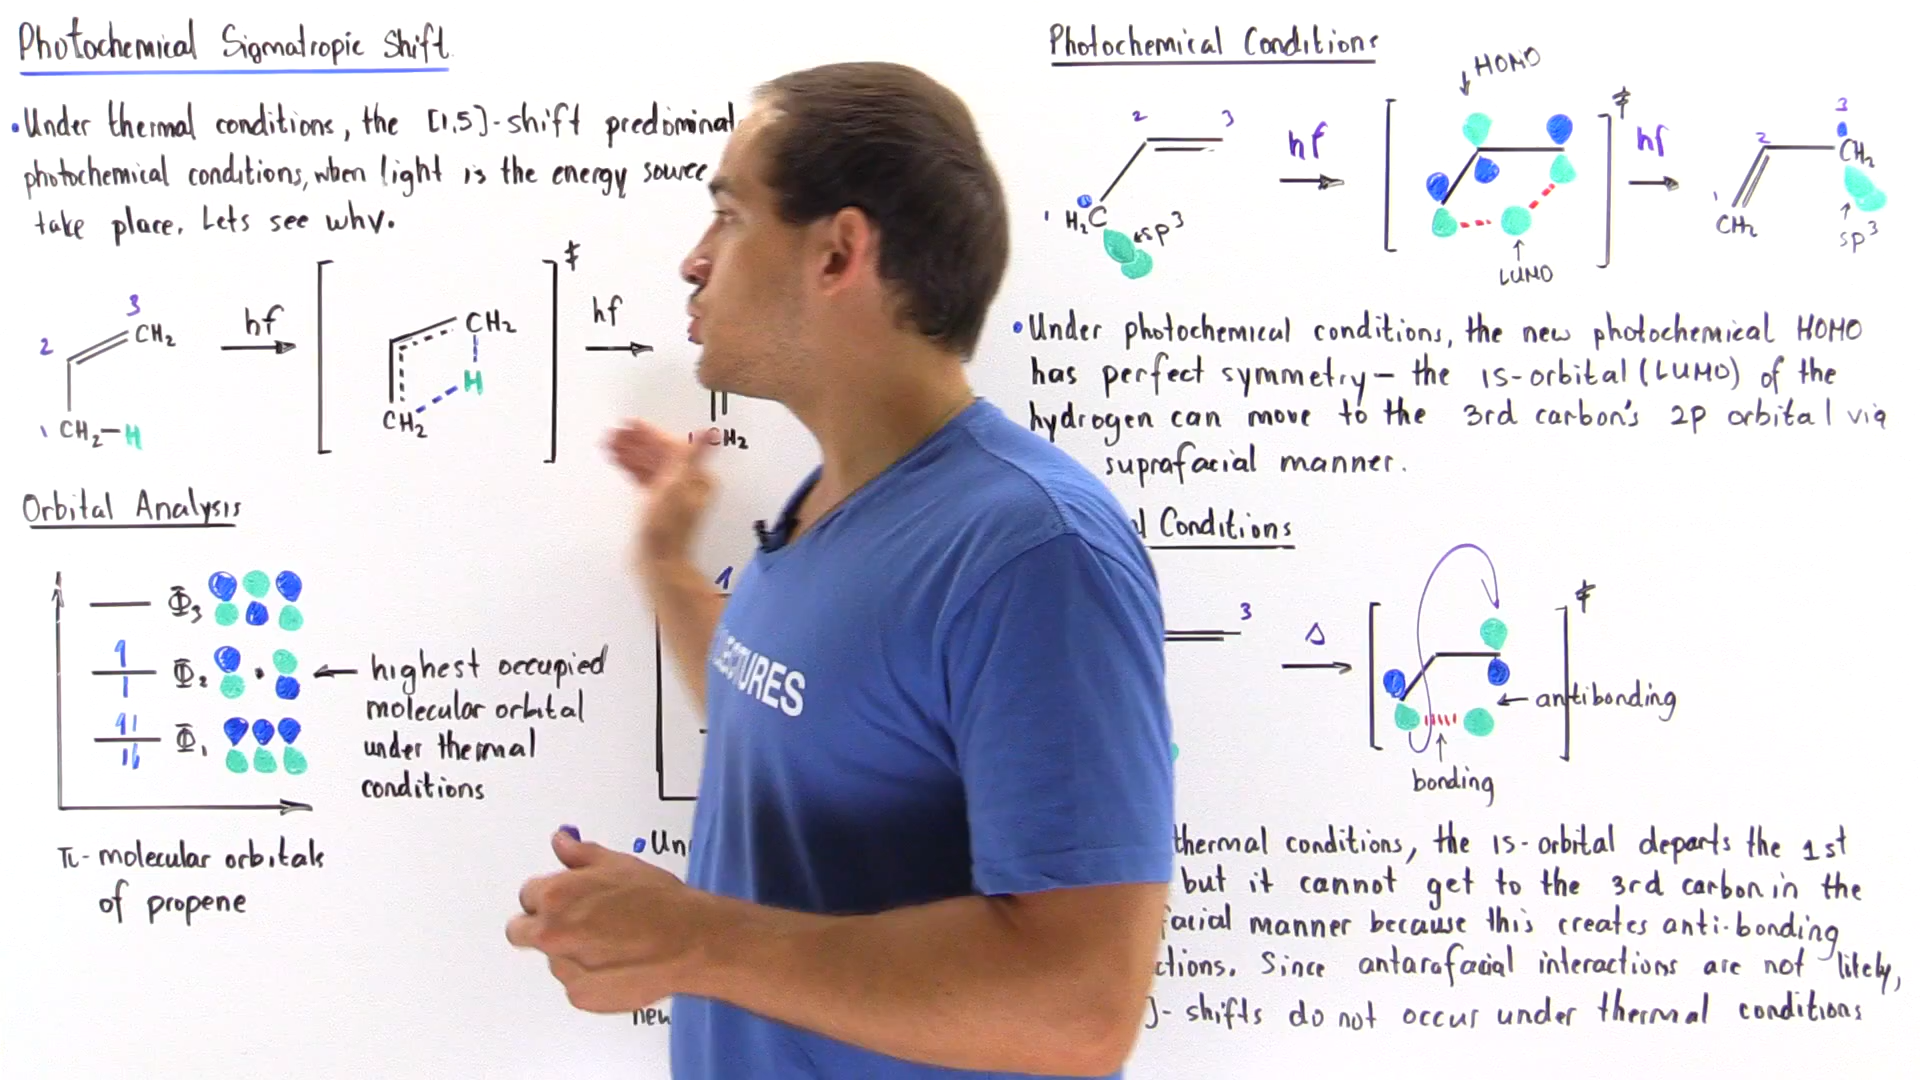 Photochemical Sigmatropic Shift
• Under thermal conditions, the [1,5]-shift
photochemical conditions, when light is the energy source
take place. Lets see why.
3
2
CH₂
1 CH₂-H
hf
CH₂
H
CH₂
‡
hf
CH₂
Orbital Analysis
Φ₃
Φ₂
Φ₁
← highest occupied
molecular orbital
under thermal
conditions
π-molecular orbitals
of propene
LECTURES
Photochemical Conditions
2
3
1 H₂C
sp³
hf
HOMO
LUMO
‡
hf
3
2
CH₂
1
CH₂
sp³
• Under photochemical conditions, the new photochemical HOMO
has perfect symmetry – the 1s-orbital (LUMO) of the
hydrogen can move to the 3rd carbon's 2p orbital via
suprafacial manner.
Conditions
3
Δ
‡
← antibonding
bonding
thermal conditions, the 1s-orbital departs the 1st
but it cannot get to the 3rd carbon in the
manner because this creates anti-bonding
Since antarafacial interactions are not likely,
]-shifts do not occur under thermal conditions